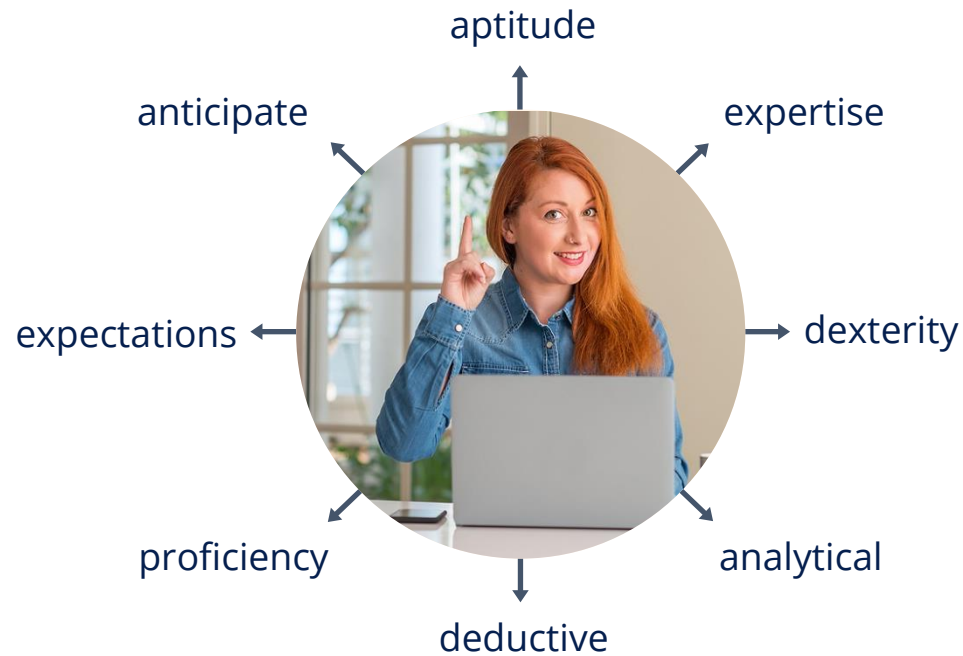 aptitude
anticipate
expertise
expectations
dexterity
proficiency
analytical
deductive